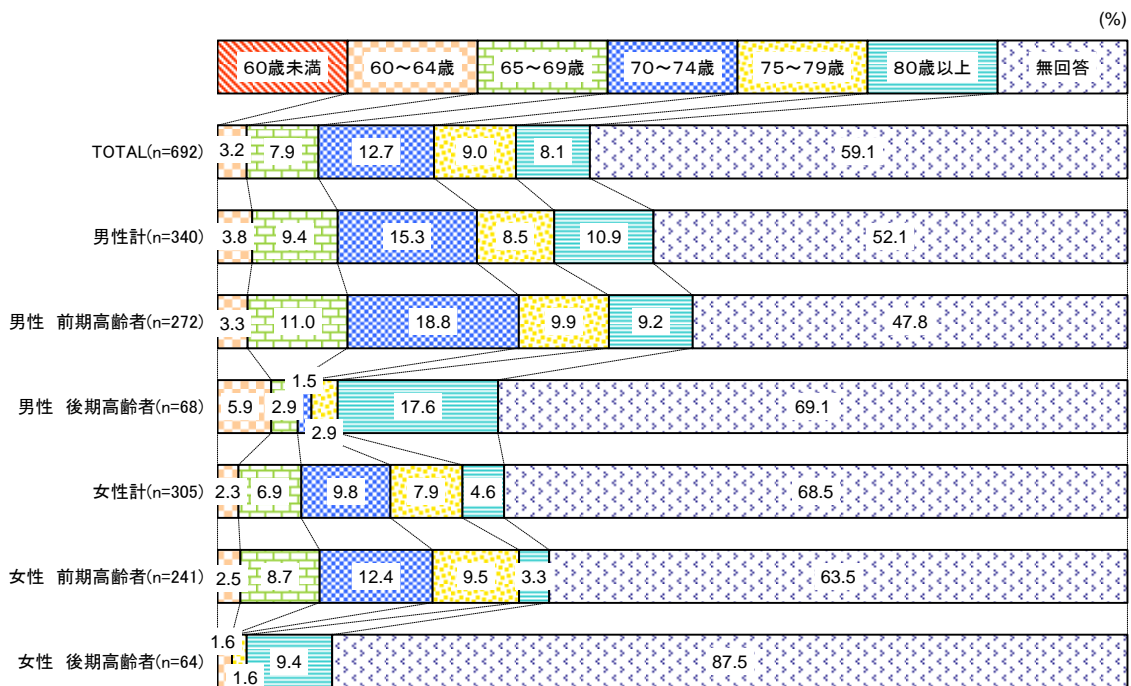 (%)
60歳未満 60～64歳 65～69歳 70～74歳 75～79歳 80歳以上 無回答
TOTAL(n=692) 3.2 7.9 12.7 9.0 8.1 59.1
男性計(n=340) 3.8 9.4 15.3 8.5 10.9 52.1
男性 前期高齢者(n=272) 3.3 11.0 18.8 9.9 9.2 47.8
1.5
男性 後期高齢者(n=68) 5.9 2.9 17.6 69.1
2.9
女性計(n=305) 2.3 6.9 9.8 7.9 4.6 68.5
女性 前期高齢者(n=241) 2.5 8.7 12.4 9.5 3.3 63.5
1.6
女性 後期高齢者(n=64) 9.4 87.5
1.6